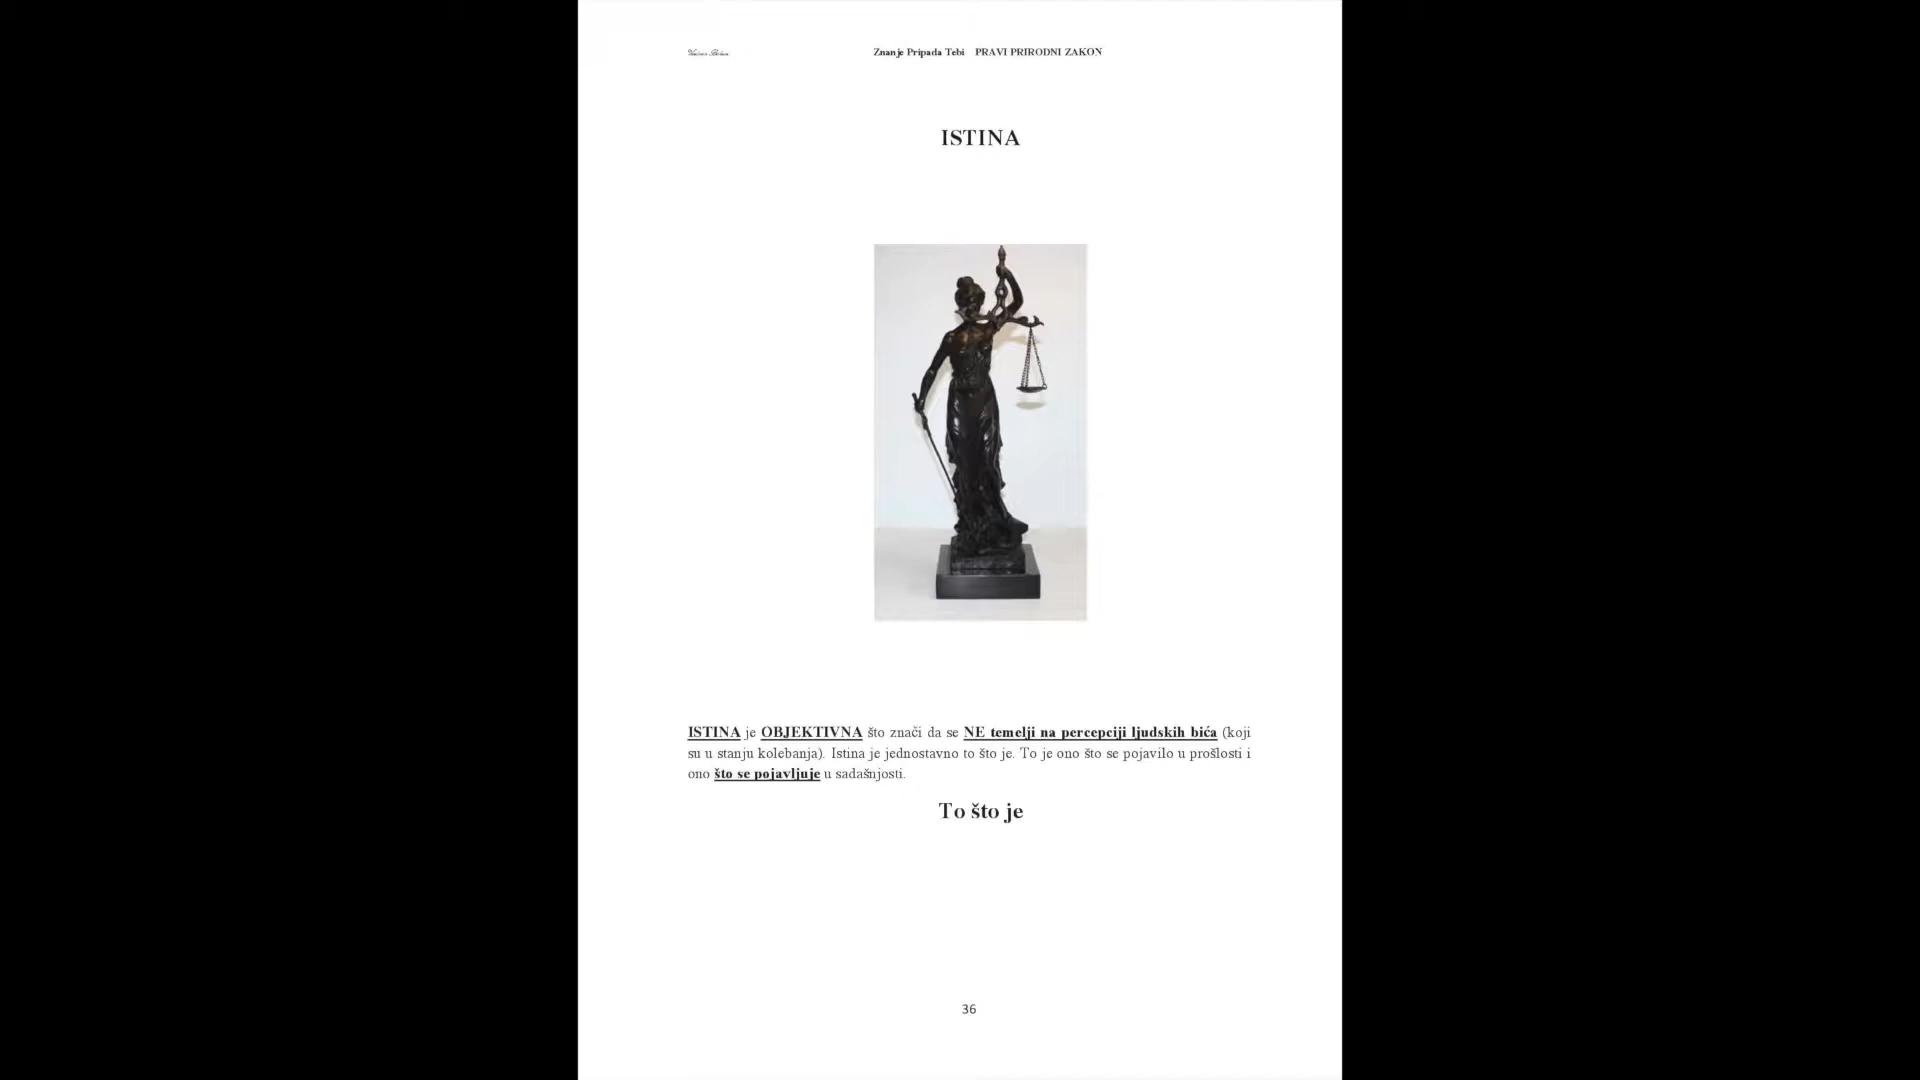 Znanje Pripada Tebi PRAVI PRIRODNI ZAKON
ISTINA
ISTINA je OBJEKTIVNA što znači da se NE temelji na percepciji ljudskih bića (koji
su u stanju kolebanja). Istina je jednostavno to što je. To je ono što se pojavilo u prošlosti i
ono što se pojavljuje u sadašnjosti.
To što je
36